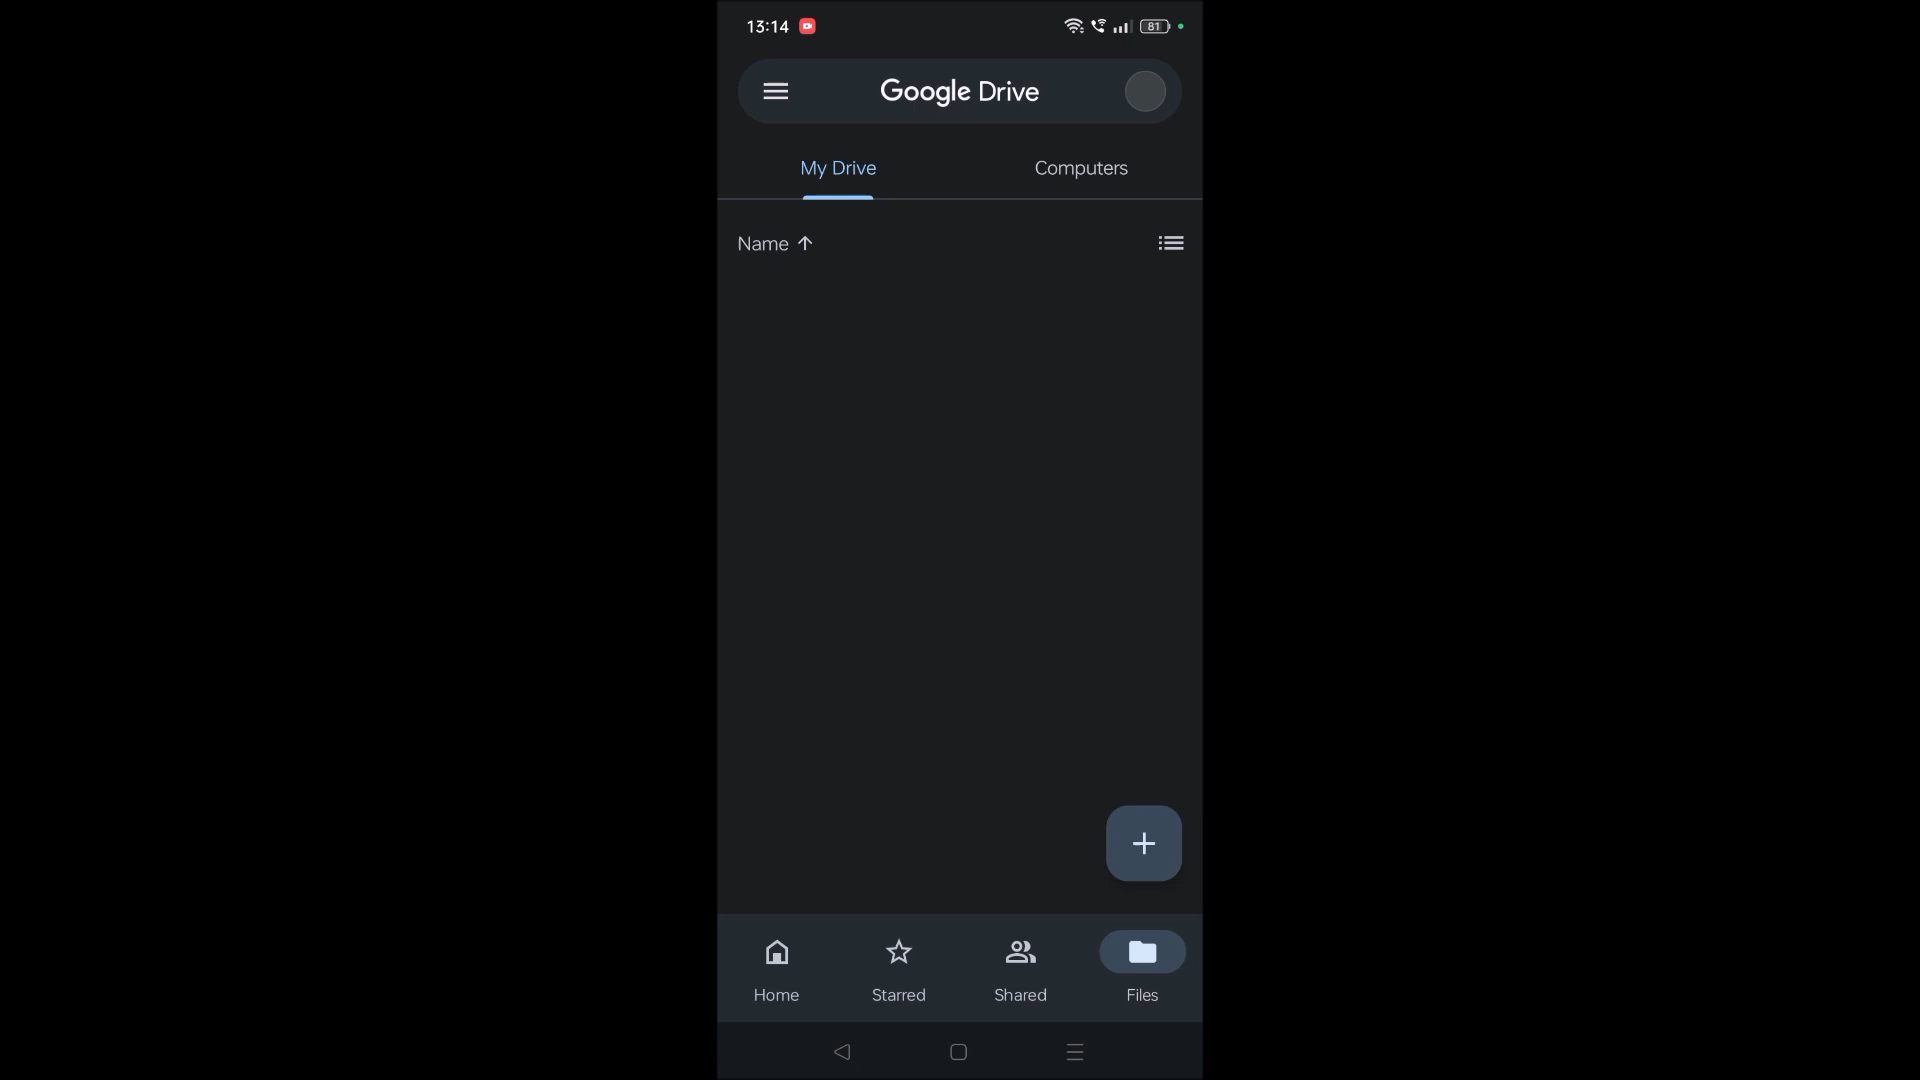 13:14
81
Google Drive
My Drive
Computers
Name
Home
Starred
Shared
Files